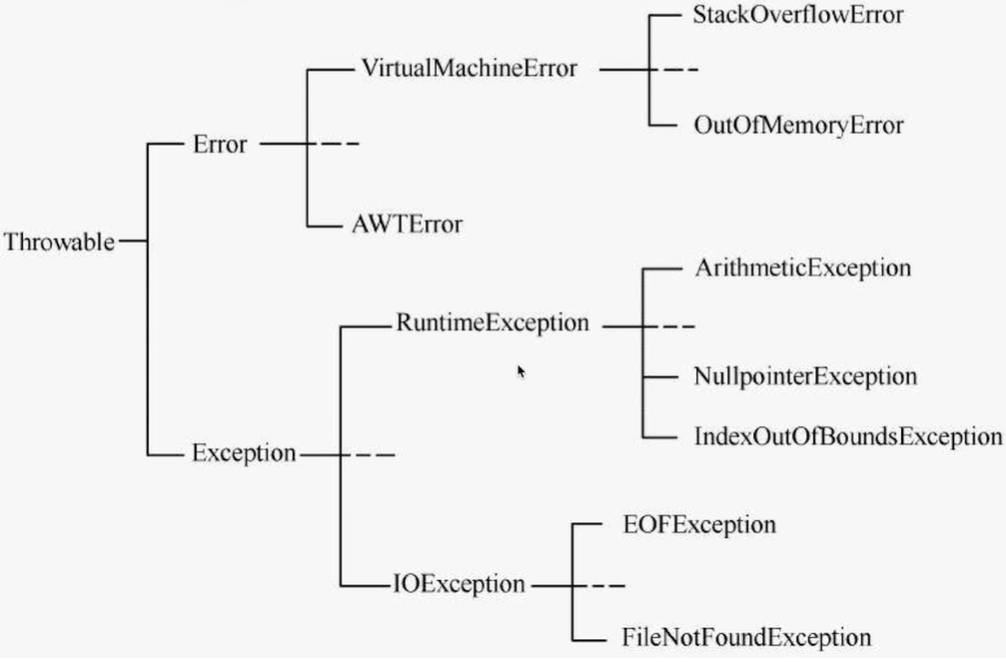 StackOverflowError
VirtualMachineError
OutOfMemoryError
Error
AWTError
Throwable
ArithmeticException
RuntimeException
NullpointerException
IndexOutOfBoundsException
Exception
EOFException
IOException
FileNotFoundException